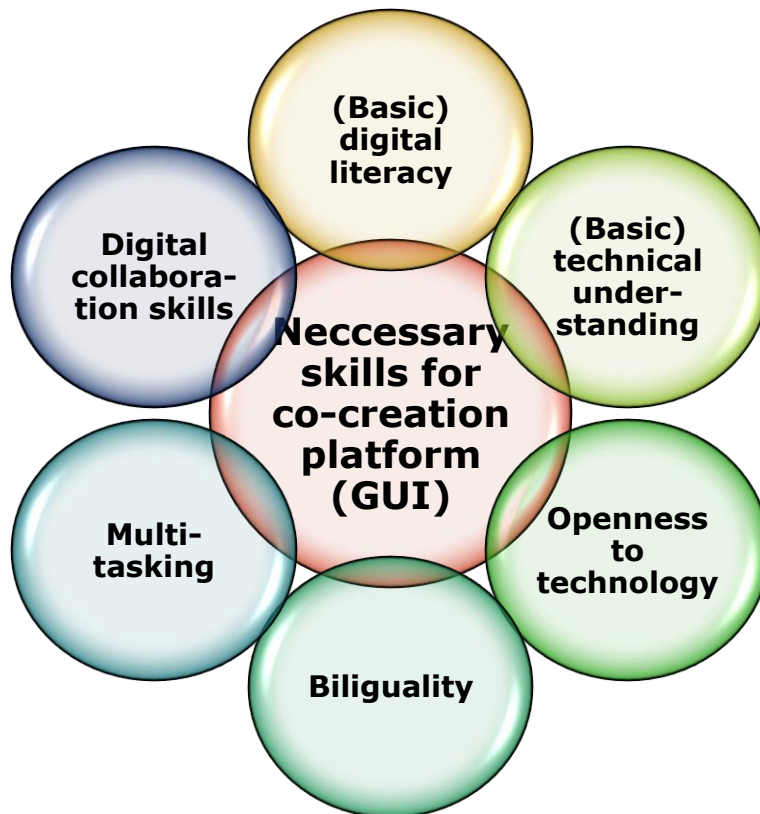 (Basic)
digital
literacy
(Basic)
technical
under-
standing
Openness
to
technology
Biliguality
Multi-
tasking
Digital
collabora-
tion skills
Neccessary
skills for
co-creation
platform
(GUI)